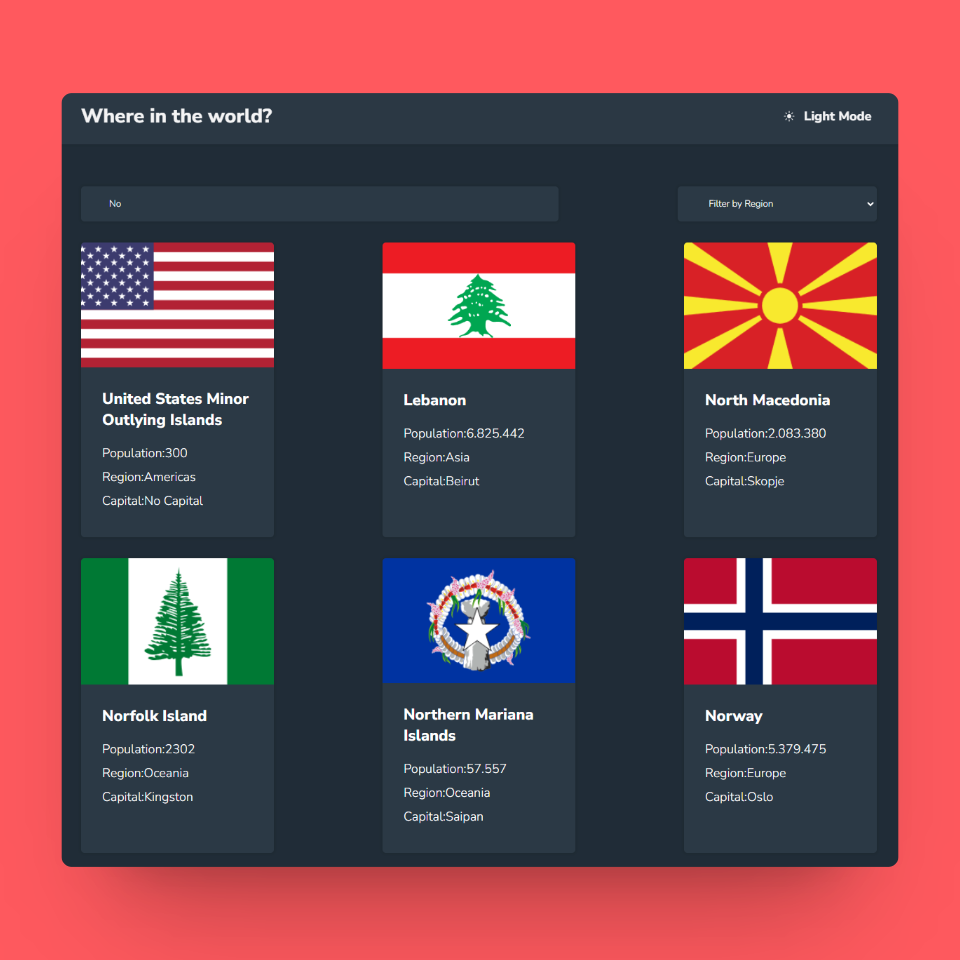 Where in the world?
Light Mode
No
Filter by Region
United States Minor
Outlying Islands
Population:300
Region:Americas
Capital:No Capital
Lebanon
Population:6.825.442
Region:Asia
Capital:Beirut
North Macedonia
Population:2.083.380
Region:Europe
Capital:Skopje
Norfolk Island
Population:2302
Region:Oceania
Capital:Kingston
Northern Mariana
Islands
Population:57.557
Region:Oceania
Capital:Saipan
Norway
Population:5.379.475
Region:Europe
Capital:Oslo